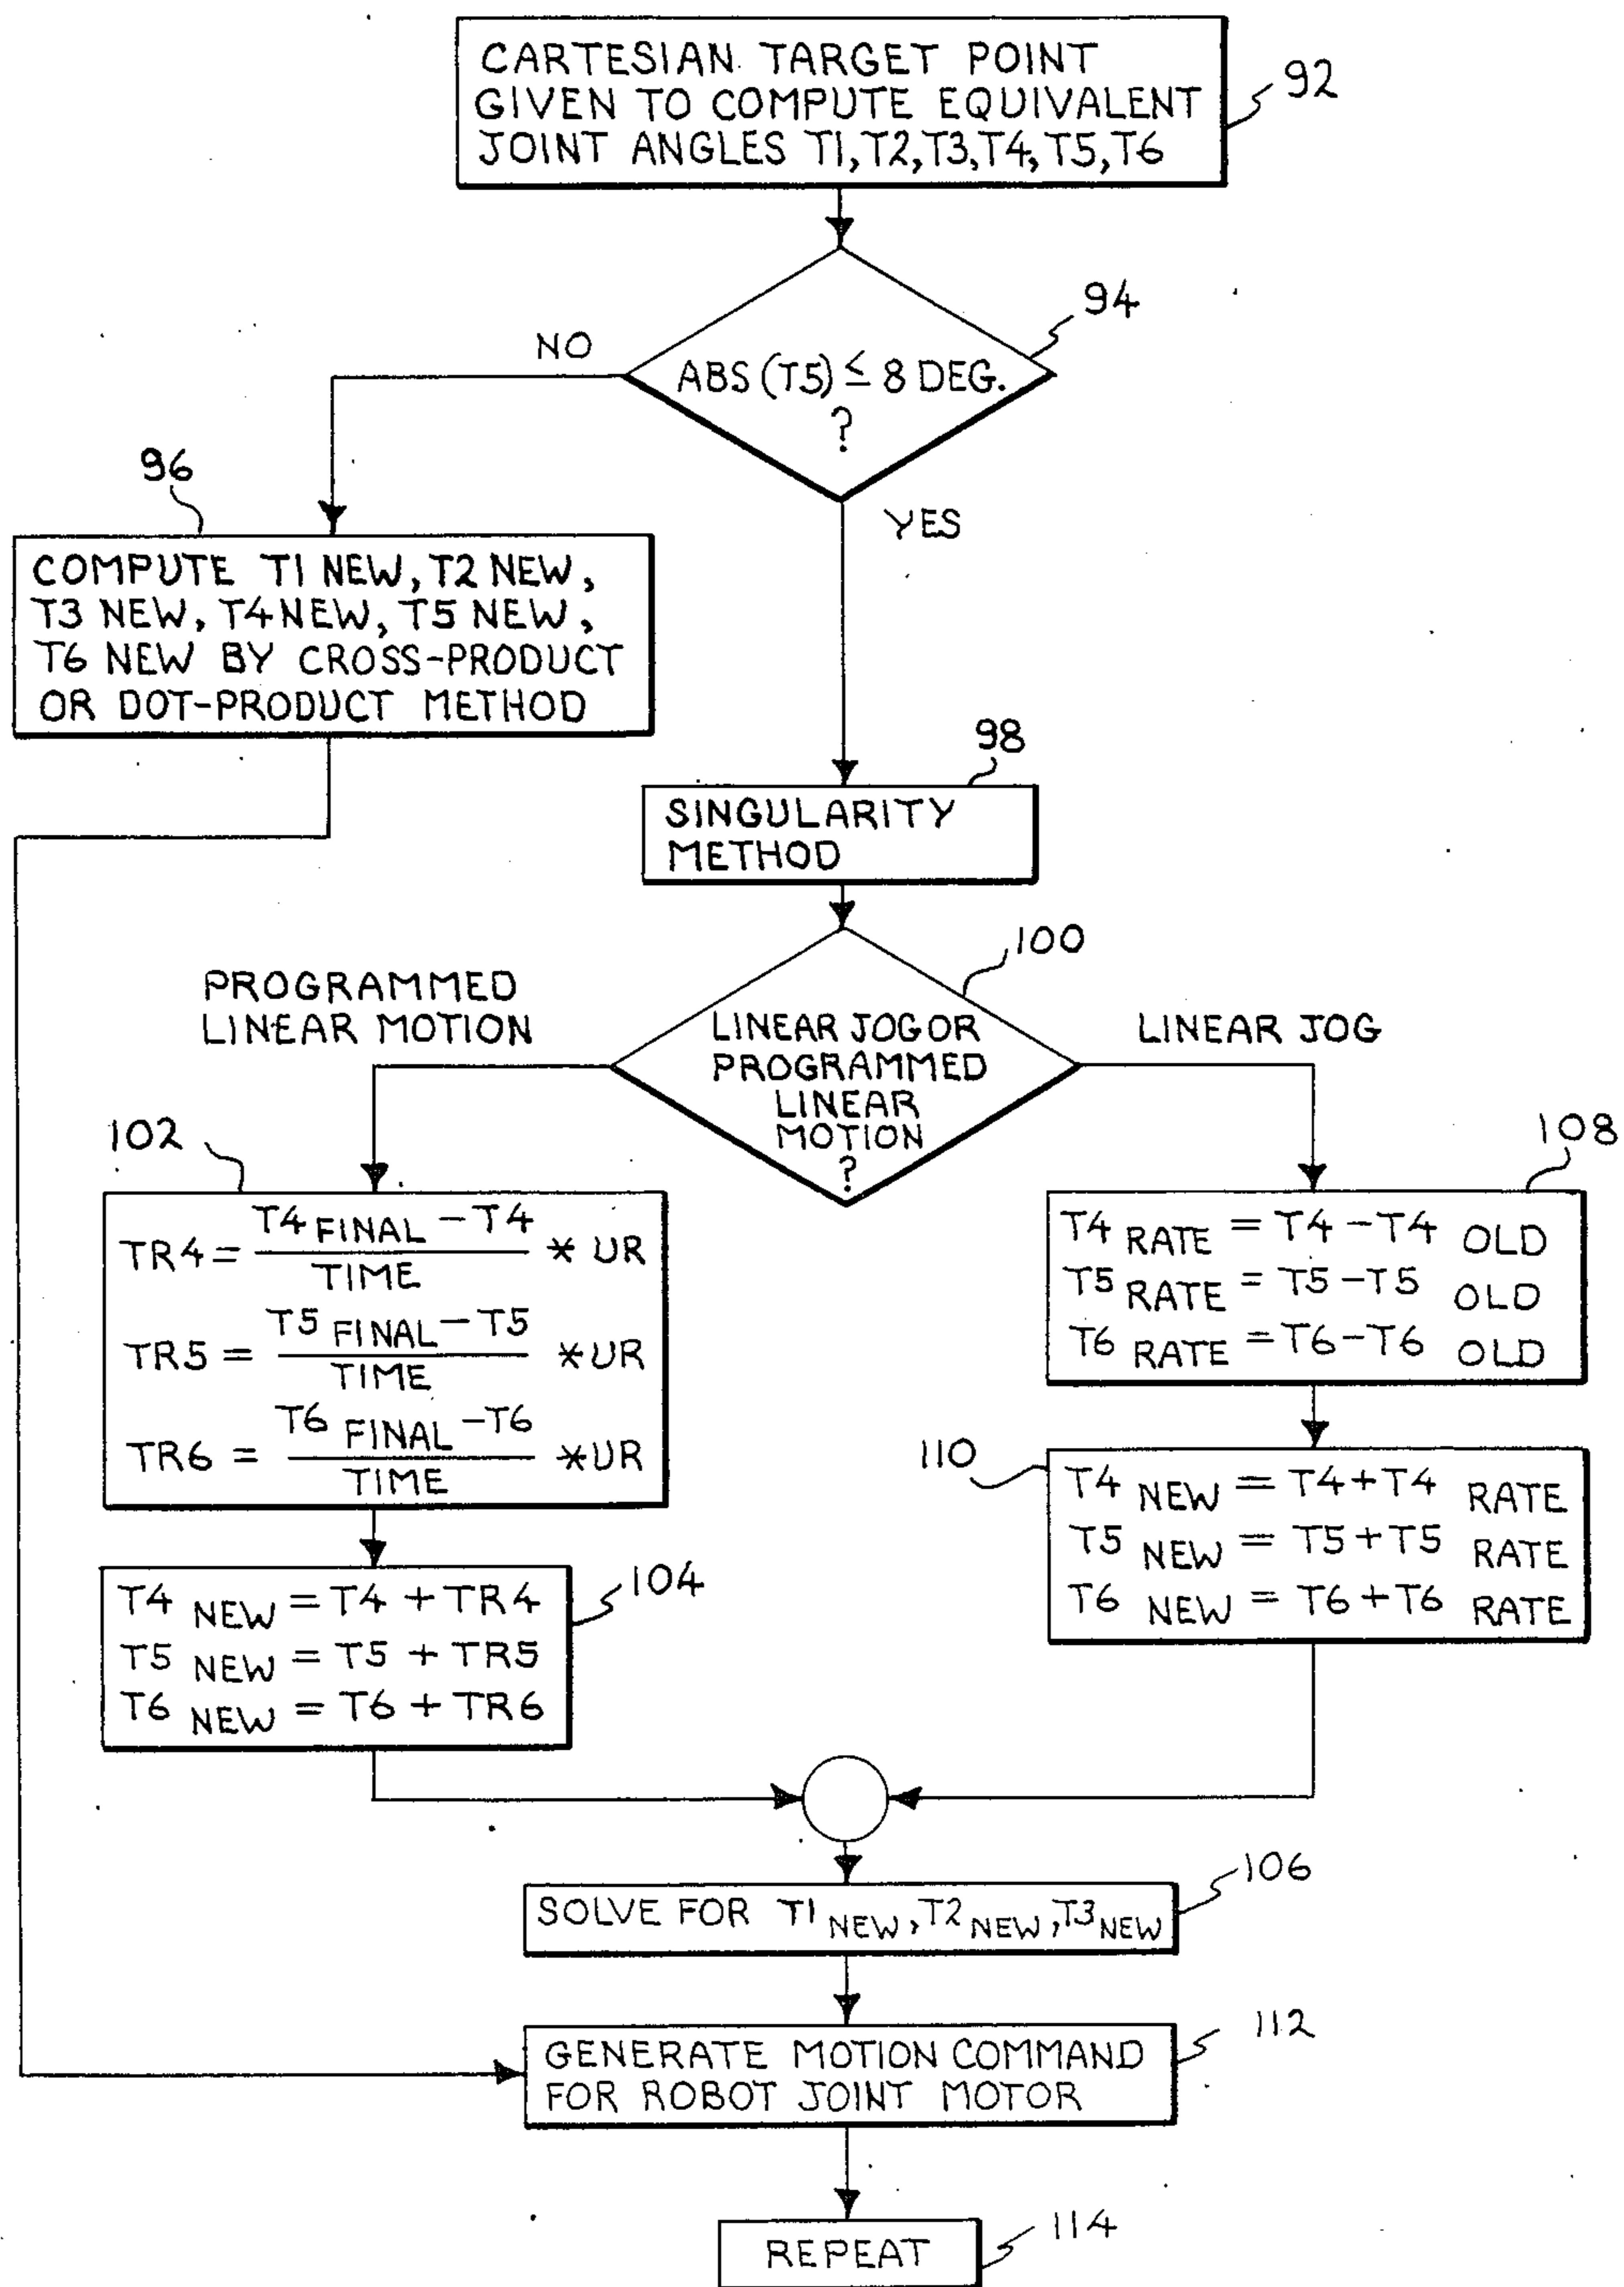 CARTESIAN TARGET POINT
GIVEN TO COMPUTE EQUIVALENT
JOINT ANGLES T1, T2, T3, T4, T5, T6
92
94
NO
ABS (T5) ≤ 8 DEG.
?
YES
96
COMPUTE T1 NEW, T2 NEW,
T3 NEW, T4 NEW, T5 NEW,
T6 NEW BY CROSS-PRODUCT
OR DOT-PRODUCT METHOD
98
SINGULARITY
METHOD
100
PROGRAMMED
LINEAR MOTION
LINEAR JOG OR
PROGRAMMED
LINEAR
MOTION
?
LINEAR JOG
102
TR4 = T4 FINAL - T4 / TIME * UR
TR5 = T5 FINAL - T5 / TIME * UR
TR6 = T6 FINAL - T6 / TIME * UR
108
T4 RATE = T4 - T4 OLD
T5 RATE = T5 - T5 OLD
T6 RATE = T6 - T6 OLD
104
T4 NEW = T4 + TR4
T5 NEW = T5 + TR5
T6 NEW = T6 + TR6
110
T4 NEW = T4 + T4 RATE
T5 NEW = T5 + T5 RATE
T6 NEW = T6 + T6 RATE
106
SOLVE FOR T1 NEW, T2 NEW, T3 NEW
112
GENERATE MOTION COMMAND
FOR ROBOT JOINT MOTOR
114
REPEAT